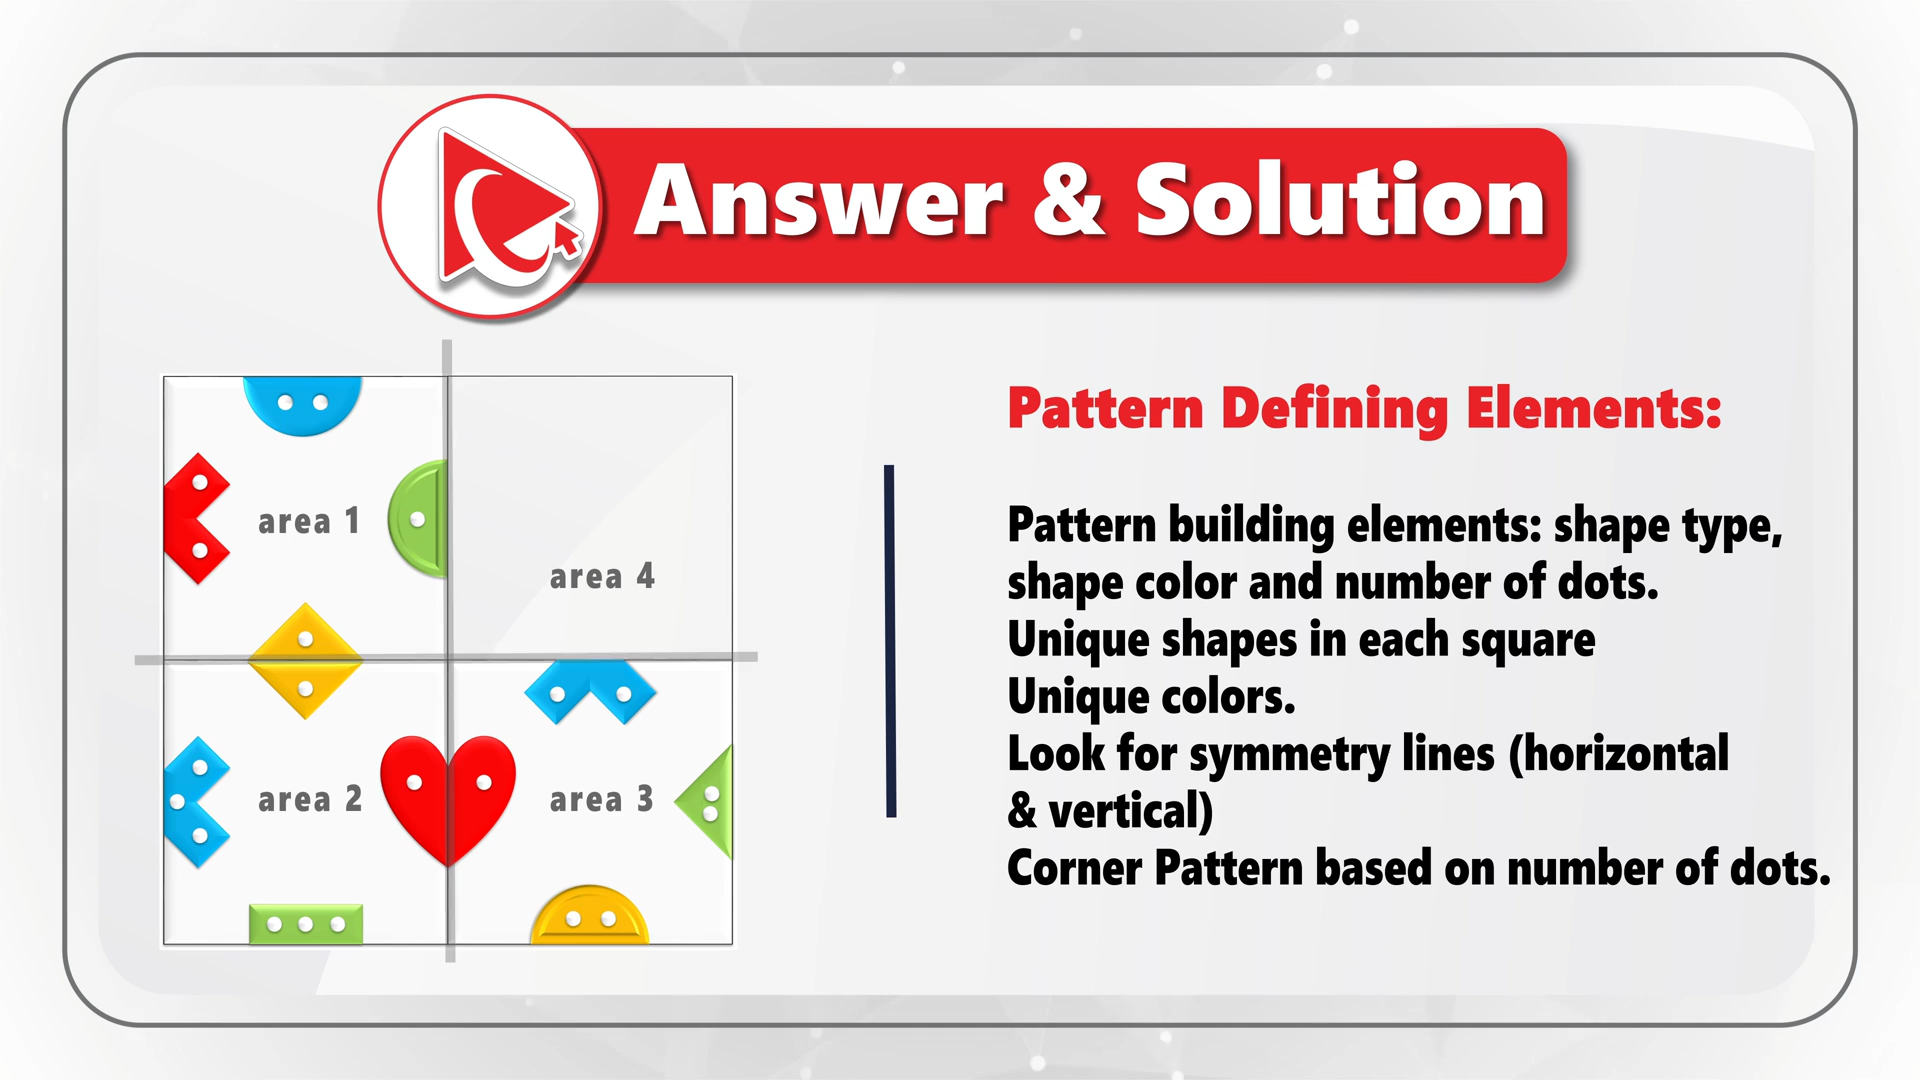 Answer & Solution
area 1
area 4
area 2
area 3
Pattern Defining Elements:
Pattern building elements: shape type,
shape color and number of dots.
Unique shapes in each square
Unique colors.
Look for symmetry lines (horizontal
& vertical)
Corner Pattern based on number of dots.